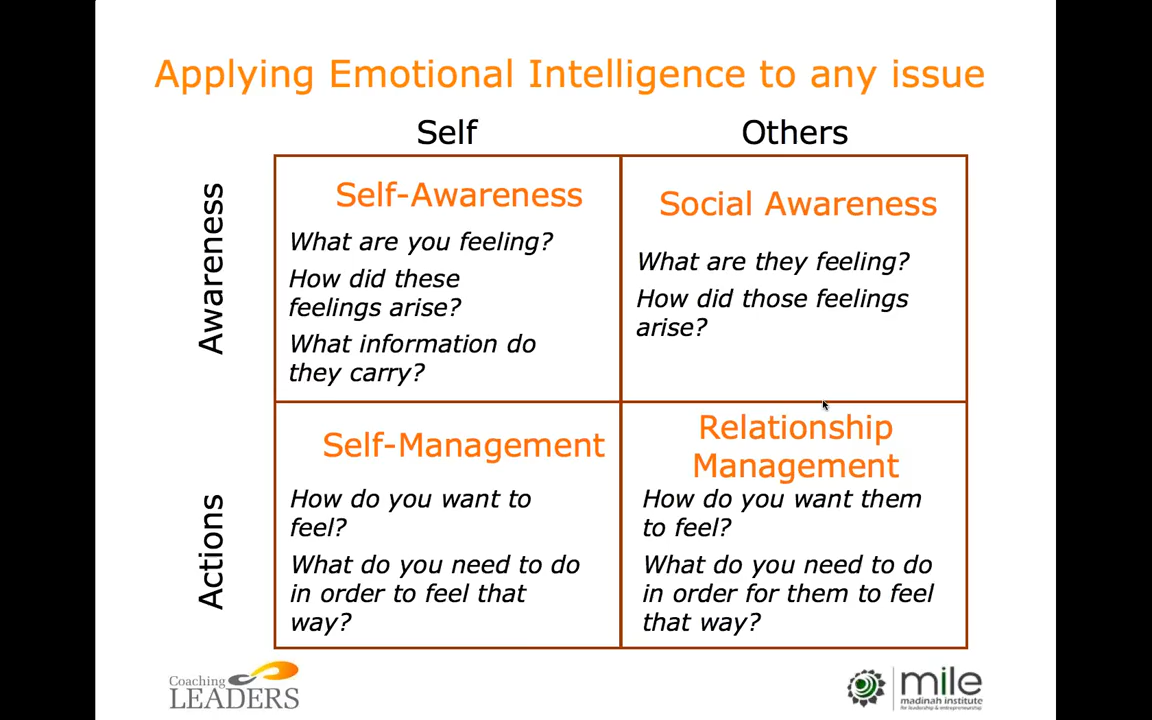 Applying Emotional Intelligence to any issue
Self
Others
Awareness
Self-Awareness
What are you feeling?
How did these
feelings arise?
What information do
they carry?
Social Awareness
What are they feeling?
How did those feelings
arise?
Actions
Self-Management
How do you want to
feel?
What do you need to do
in order to feel that
way?
Relationship
Management
How do you want them
to feel?
What do you need to do
in order for them to feel
that way?
Coaching
LEADERS
mile
madinah institute
for leadership & entrepreneurship